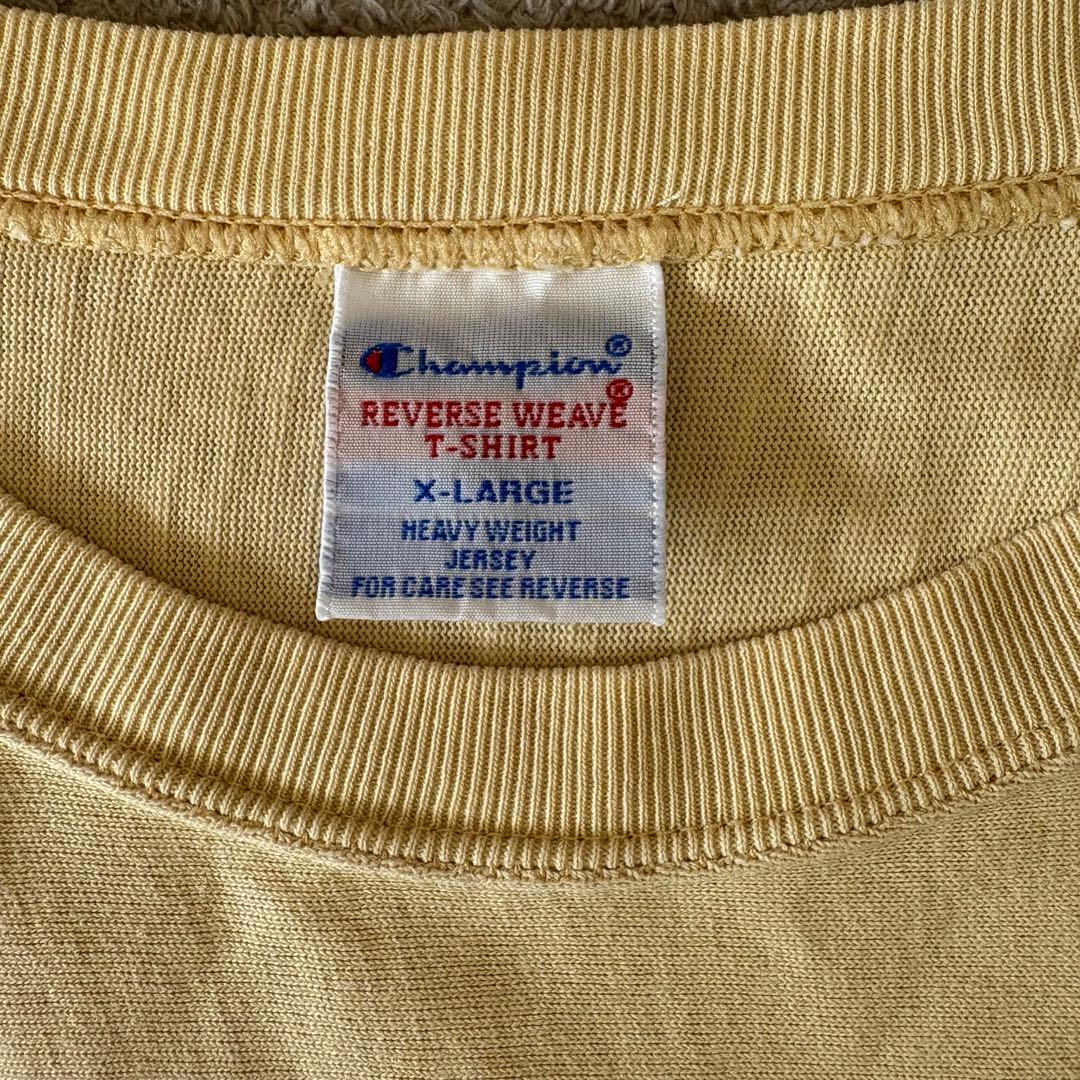 Champion®
REVERSE WEAVE®
T-SHIRT
X-LARGE
HEAVY WEIGHT
JERSEY
FOR CARE SEE REVERSE